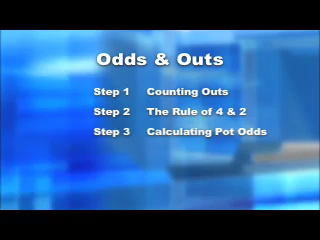 Odds & Outs
Step 1 Counting Outs
Step 2 The Rule of 4 & 2
Step 3 Calculating Pot Odds